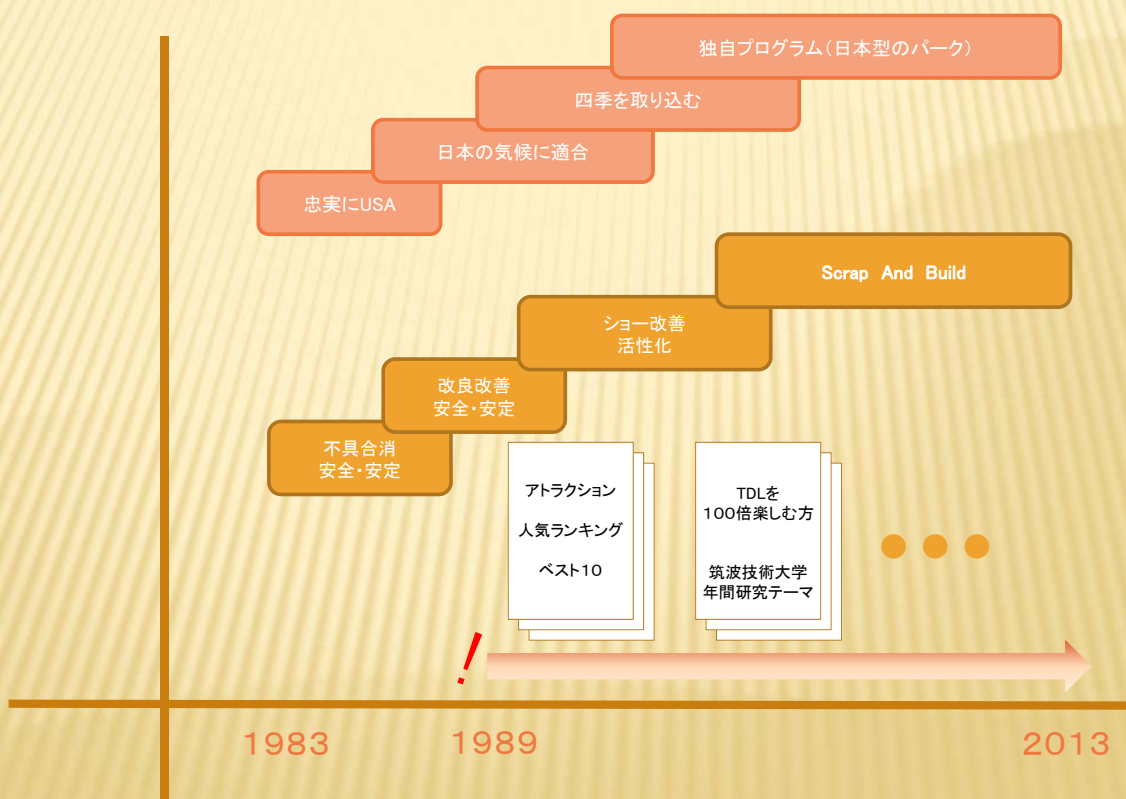 独自プログラム（日本型のパーク）
四季を取り込む
日本の気候に適合
忠実にUSA
Scrap And Build
ショー改善
活性化
改良改善
安全・安定
不具合消
安全・安定
アトラクション
人気ランキング
ベスト１０
TDLを
１００倍楽しむ方
筑波技術大学
年間研究テーマ
!
1983
1989
2013